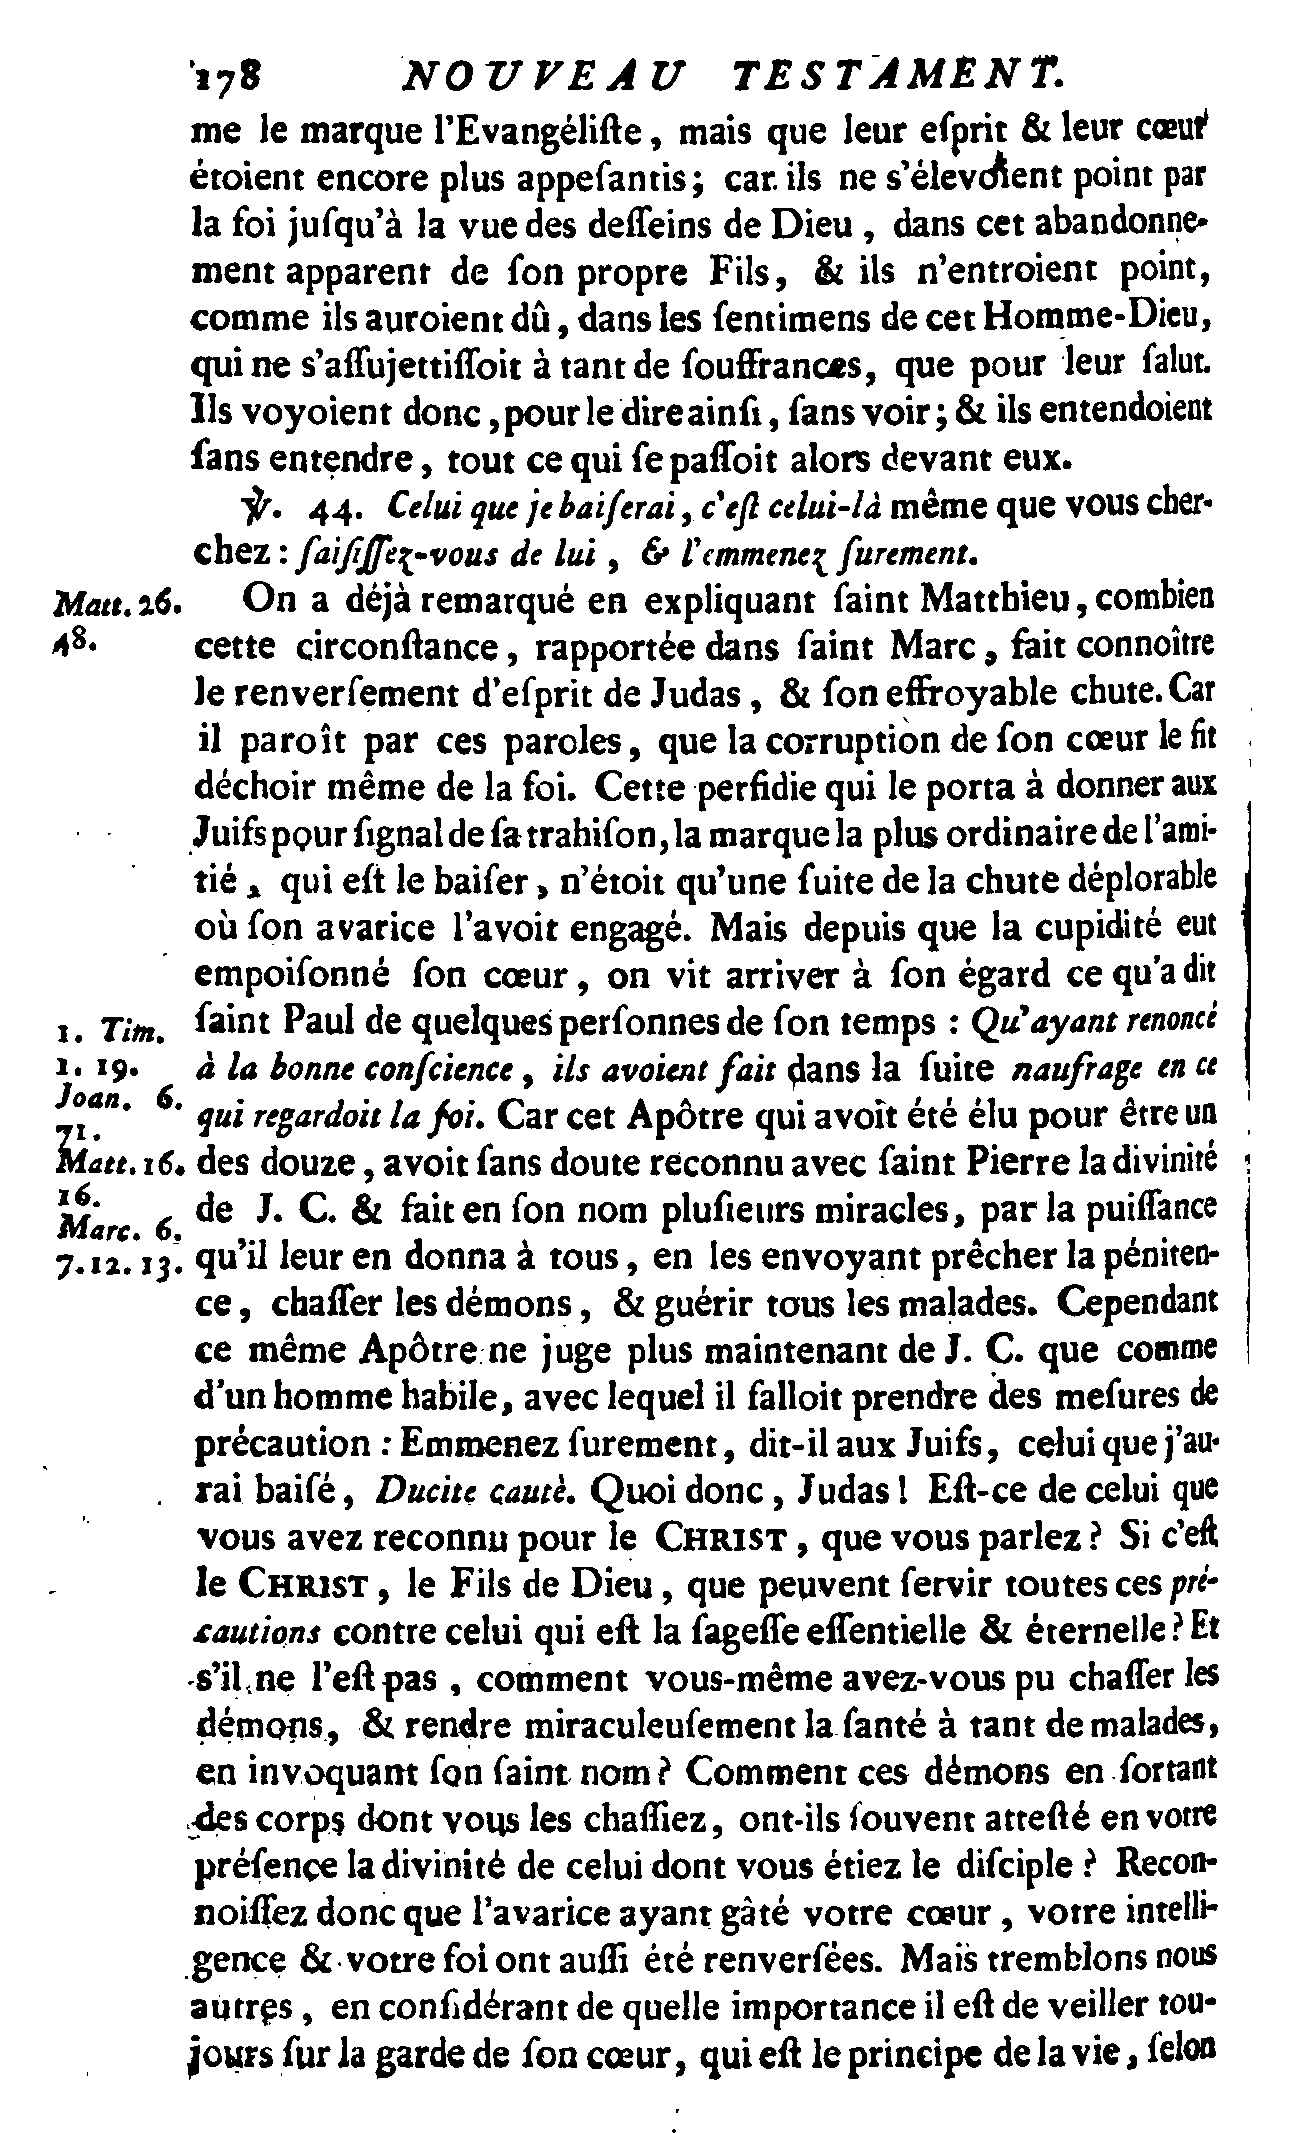 178 NOUVEAU TESTAMENT.
me le marque l'Evangéliſte, mais que leur eſprit & leur cœur
étoient encore plus appeſantis; car ils ne s'élevoient point par
la foi juſqu'à la vue des deſſeins de Dieu, dans cet abandonne-
ment apparent de ſon propre Fils, & ils n'entroient point,
comme ils auroient dû, dans les ſentimens de cet Homme-Dieu,
qui ne s'aſſujettiſſoit à tant de ſouffrances, que pour leur ſalut.
Ils voyoient donc, pour le dire ainſi, ſans voir; & ils entendoient
ſans entendre, tout ce qui ſe paſſoit alors devant eux.
℣. 44. Celui que je baiſerai, c'eſt celui-là même que vous cher-
chez: ſaiſiſſez-vous de lui, & l'emmenez ſurement.
Matt. 26.
48.
On a déjà remarqué en expliquant ſaint Matthieu, combien
cette circonſtance, rapportée dans ſaint Marc, fait connoître
le renverſement d'eſprit de Judas, & ſon effroyable chute. Car
il paroît par ces paroles, que la corruption de ſon cœur le fit
déchoir même de la foi. Cette perfidie qui le porta à donner aux
Juifs pour ſignal de ſa trahiſon, la marque la plus ordinaire de l'ami-
tié, qui eſt le baiſer, n'étoit qu'une ſuite de la chute déplorable
où ſon avarice l'avoit engagé. Mais depuis que la cupidité eut
empoiſonné ſon cœur, on vit arriver à ſon égard ce qu'a dit
1. Tim.
1. 19.
Joan. 6.
71.
Matt. 16.
16.
Marc. 6.
7. 12. 13.
ſaint Paul de quelques perſonnes de ſon temps : Qu'ayant renoncé
à la bonne conſcience, ils avoient fait dans la ſuite naufrage en ce
qui regardoit la foi. Car cet Apôtre qui avoit été élu pour être un
des douze, avoit ſans doute reconnu avec ſaint Pierre la divinité
de J. C. & fait en ſon nom pluſieurs miracles, par la puiſſance
qu'il leur en donna à tous, en les envoyant prêcher la péniten-
ce, chaſſer les démons, & guérir tous les malades. Cependant
ce même Apôtre ne juge plus maintenant de J. C. que comme
d'un homme habile, avec lequel il falloit prendre des meſures de
précaution : Emmenez ſurement, dit-il aux Juifs, celui que j'au-
rai baiſé, Ducite cautè. Quoi donc, Judas ! Eſt-ce de celui que
vous avez reconnu pour le CHRIST, que vous parlez ? Si c'eſt
le CHRIST, le Fils de Dieu, que peuvent ſervir toutes ces pré-
cautions contre celui qui eſt la ſageſſe eſſentielle & éternelle ? Et
s'il ne l'eſt pas, comment vous-même avez-vous pu chaſſer les
démons, & rendre miraculeuſement la ſanté à tant de malades,
en invoquant ſon ſaint nom ? Comment ces démons en ſortant
des corps dont vous les chaſſiez, ont-ils ſouvent atteſté en votre
préſence la divinité de celui dont vous étiez le diſciple ? Recon-
noiſſez donc que l'avarice ayant gâté votre cœur, votre intelli-
gence & votre foi ont auſſi été renverſées. Mais tremblons nous
autres, en conſidérant de quelle importance il eſt de veiller tou-
jours ſur la garde de ſon cœur, qui eſt le principe de la vie, ſelon